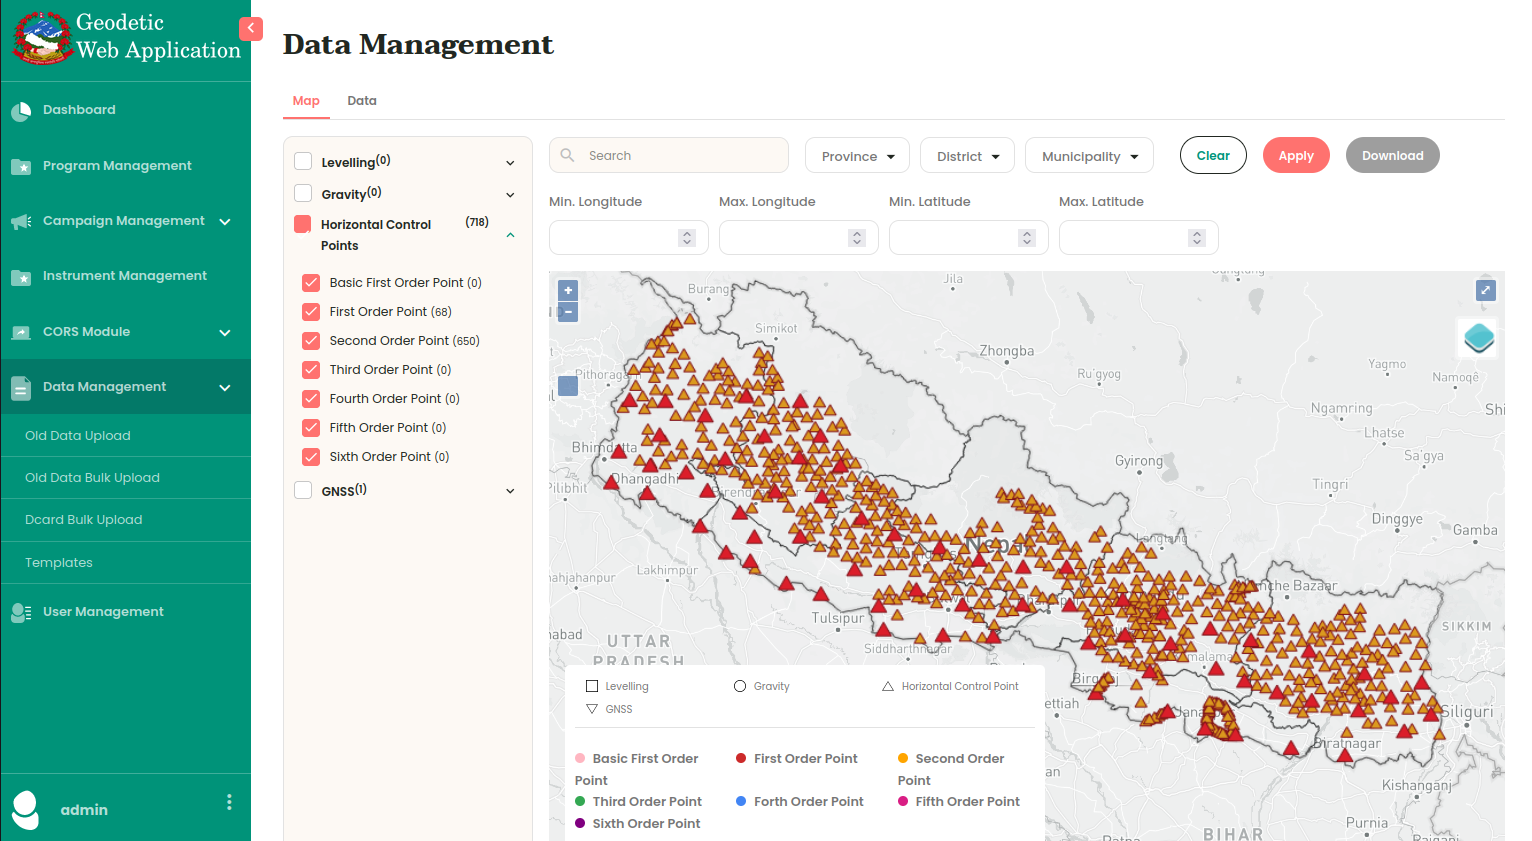 Geodetic
Web Application
Dashboard
Program Management
Campaign Management
Instrument Management
CORS Module
Data Management
Old Data Upload
Old Data Bulk Upload
Dcard Bulk Upload
Templates
User Management
admin
Data Management
Map Data
Levelling(0)
Gravity(0)
Horizontal Control (718)
Points
Basic First Order Point (0)
First Order Point (68)
Second Order Point (650)
Third Order Point (0)
Fourth Order Point (0)
Fifth Order Point (0)
Sixth Order Point (0)
GNSS(1)
Search Province District Municipality Clear Apply Download
Min. Longitude Max. Longitude Min. Latitude Max. Latitude
+
−
Burang
Jila
Simikot
Zhongba
Yagmo
Pithoraga
Ru'gyog
Namoqê
Ngamring
Shi
Lhatse
Gyirong
Sa'gya
Dhangadhi
Pilibhit
Tingri
Dinggye
Gamba
Nepal
Lakhimpur
ahjahanpur
nche Bazaar
Tulsipur
SIKKIM
abad
UTTAR
PRADESH
Siddharthnagar
malama
Birganj
ettiah
Jana
Siliguri
Biratnagar
an
Kishanganj
Purnia
BIHAR
Levelling Gravity Horizontal Control Point
GNSS
Basic First Order
Point
First Order Point
Second Order
Point
Third Order Point Forth Order Point Fifth Order Point
Sixth Order Point